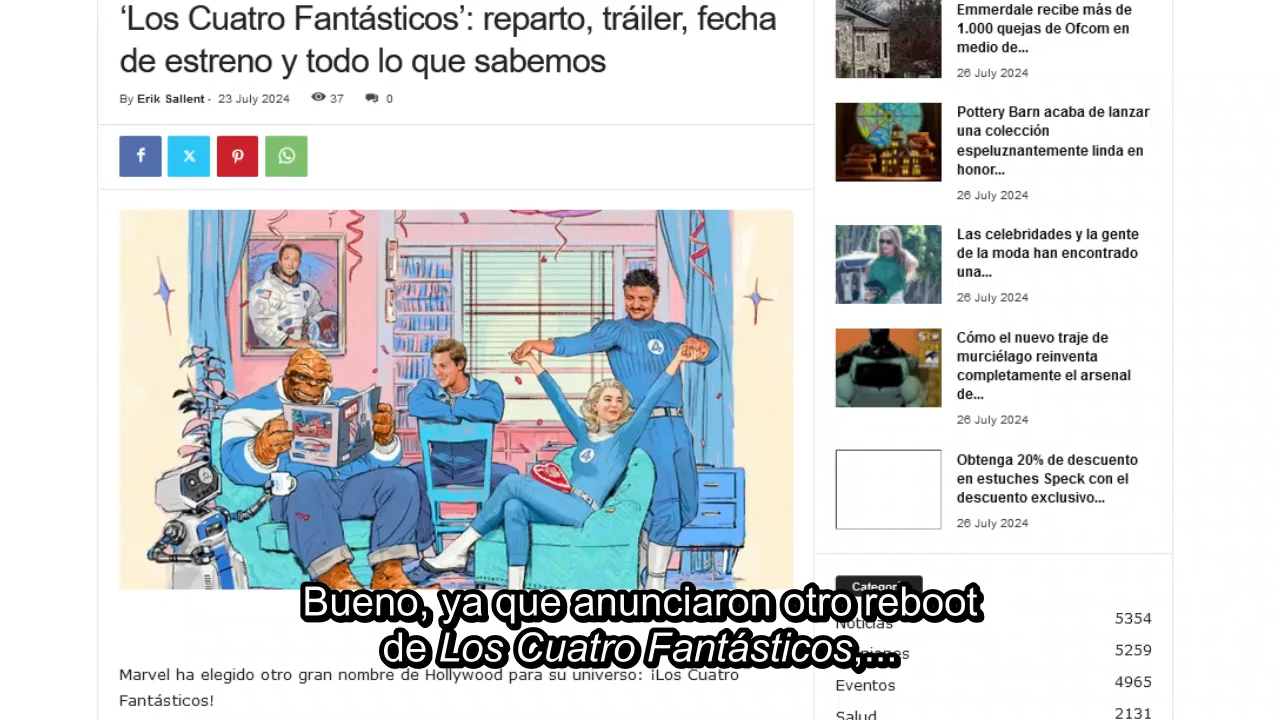 ‘Los Cuatro Fantásticos’: reparto, tráiler, fecha
de estreno y todo lo que sabemos
By Erik Sallent - 23 July 2024 37 0
Bueno, ya que anunciaron otro reboot
de Los Cuatro Fantásticos,...
Marvel ha elegido otro gran nombre de Hollywood para su universo: ¡Los Cuatro
Fantásticos!
Emmerdale recibe más de
1.000 quejas de Ofcom en
medio de...
26 July 2024
Pottery Barn acaba de lanzar
una colección
espeluznantemente linda en
honor...
26 July 2024
Las celebridades y la gente
de la moda han encontrado
una...
26 July 2024
Cómo el nuevo traje de
murciélago reinventa
completamente el arsenal
de...
26 July 2024
Obtenga 20% de descuento
en estuches Speck con el
descuento exclusivo...
26 July 2024
Noticias 5354
5259
Eventos 4965
Salud 2131